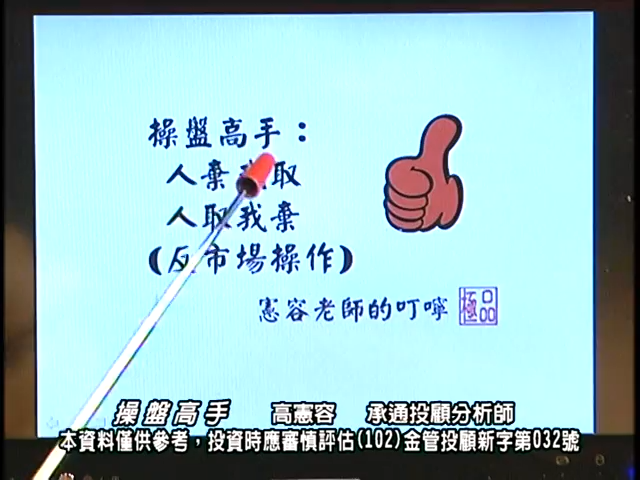 操盤高手：
人棄我取
人取我棄
(反市場操作)
憲容老師的叮嚀
極品
操盤高手 高憲容 承通投顧分析師
本資料僅供參考，投資時應審慎評估(102)金管投顧新字第032號